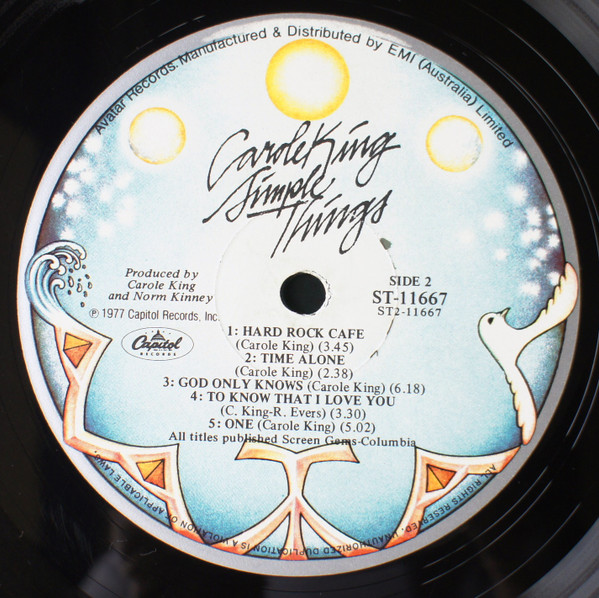 Avatar Records. Manufactured & Distributed by EMI (Australia) Limited
Carole King
Simple
Things
Produced by
Carole King
and Norm Kinney
℗ 1977 Capitol Records, Inc.
Capitol
RECORDS
SIDE 2
ST-11667
ST2-11667
1: HARD ROCK CAFE
(Carole King) (3.45)
2: TIME ALONE
(Carole King) (2.38)
3: GOD ONLY KNOWS (Carole King) (6.18)
4: TO KNOW THAT I LOVE YOU
(C. King-R. Evers) (3.30)
5: ONE (Carole King) (5.02)
All titles published Screen Gems-Columbia
ALL RIGHTS RESERVED. UNAUTHORIZED DUPLICATION IS A VIOLATION OF APPLICABLE LAWS.